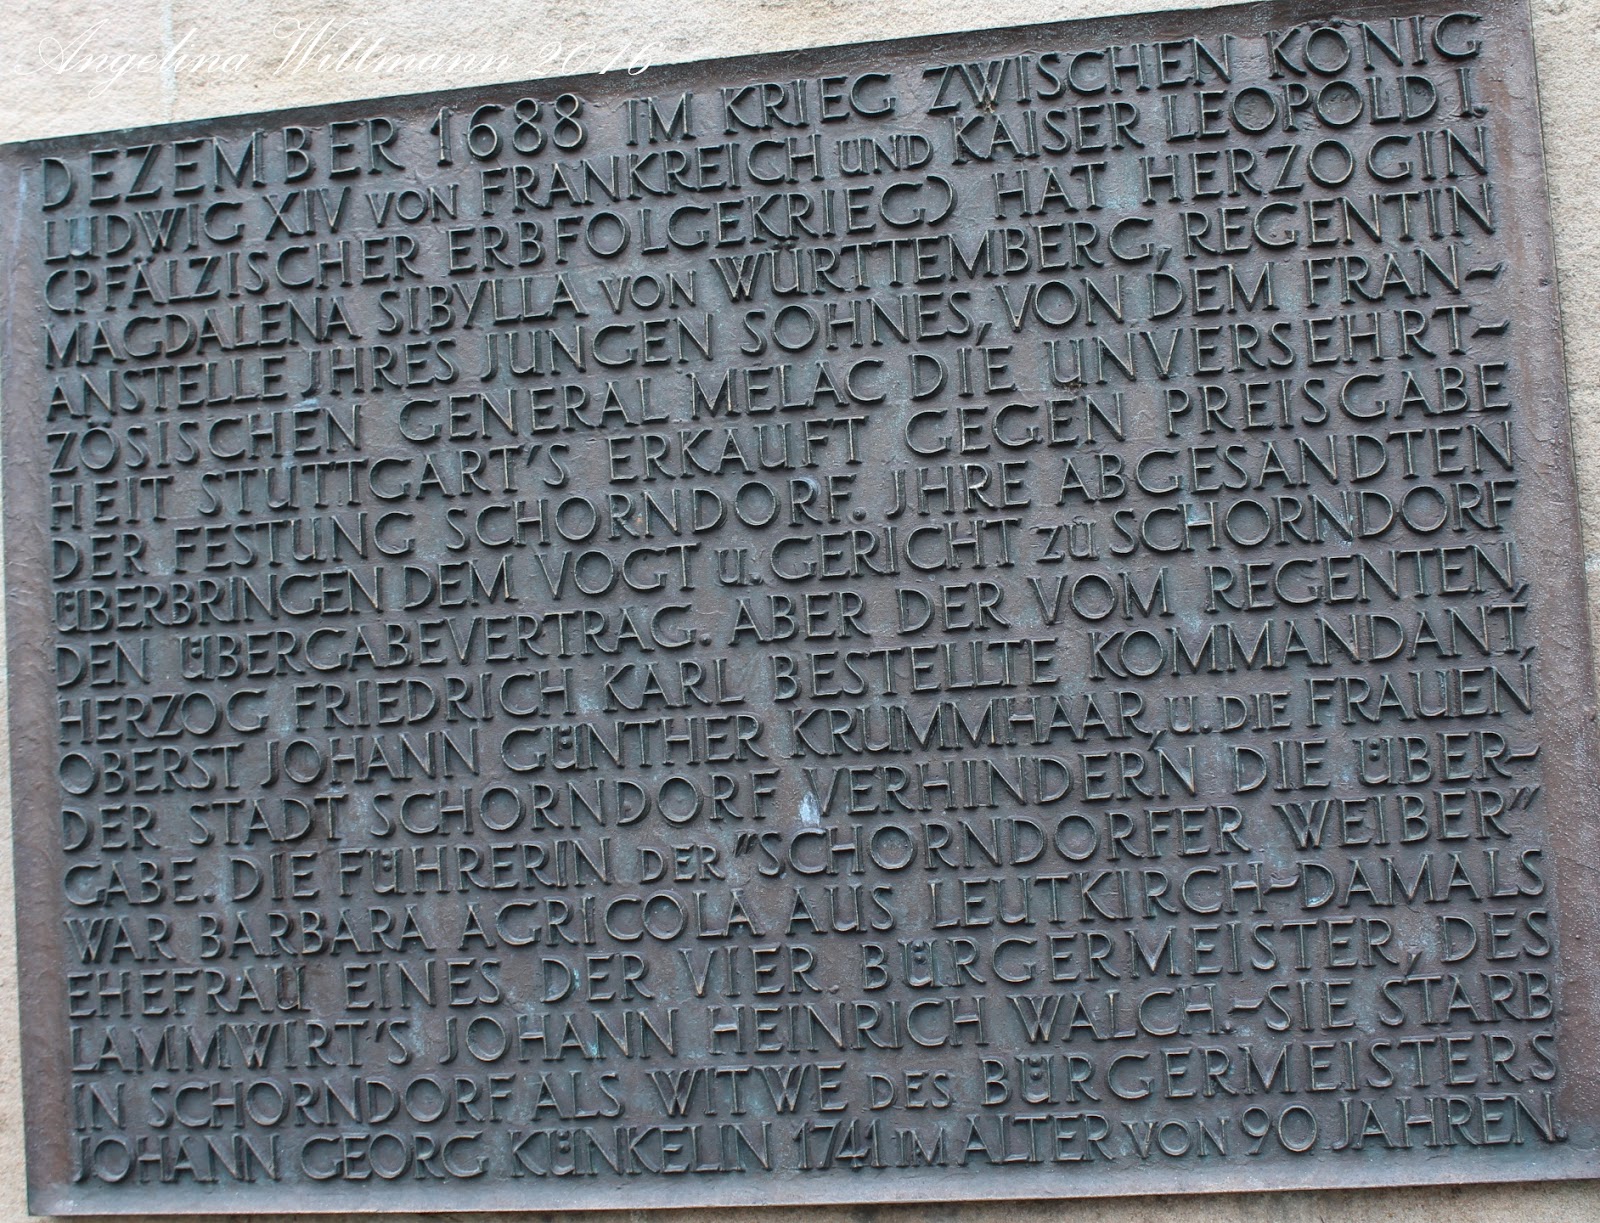 Angelina Wittmann 2016
DEZEMBER 1688 IM KRIEG ZWISCHEN KÖNIG
LUDWIG XIV VON FRANKREICH UND KAISER LEOPOLD I.
(PFÄLZISCHER ERBFOLGEKRIEG) HAT HERZOGIN
MAGDALENA SIBYLLA VON WÜRTTEMBERG, REGENTIN
ANSTELLE JHRES JUNGEN SOHNES, VON DEM FRAN-
ZÖSISCHEN GENERAL MELAC DIE UNVERSEHRT-
HEIT STUTTGART'S ERKAUFT GEGEN PREISGABE
DER FESTUNG SCHORNDORF. JHRE ABGESANDTEN
ÜBERBRINGEN DEM VOGT u. GERICHT ZU SCHORNDORF
DEN ÜBERGABEVERTRAG. ABER DER VOM REGENTEN,
HERZOG FRIEDRICH KARL BESTELLTE KOMMANDANT,
OBERST JOHANN GÜNTHER KRUMMHAAR, u. DIE FRAUEN
DER STADT SCHORNDORF VERHINDERN DIE ÜBER-
GABE. DIE FÜHRERIN DER "SCHORNDORFER WEIBER"
WAR BARBARA AGRICOLA AUS LEUTKIRCH-DAMALS
EHEFRAU EINES DER VIER BÜRGERMEISTER, DES
LAMMWIRT'S JOHANN HEINRICH WALCH.-SIE STARB
IN SCHORNDORF ALS WITWE DES BÜRGERMEISTERS
JOHANN GEORG KÜNKELIN 1741 IM ALTER VON 90 JAHREN.